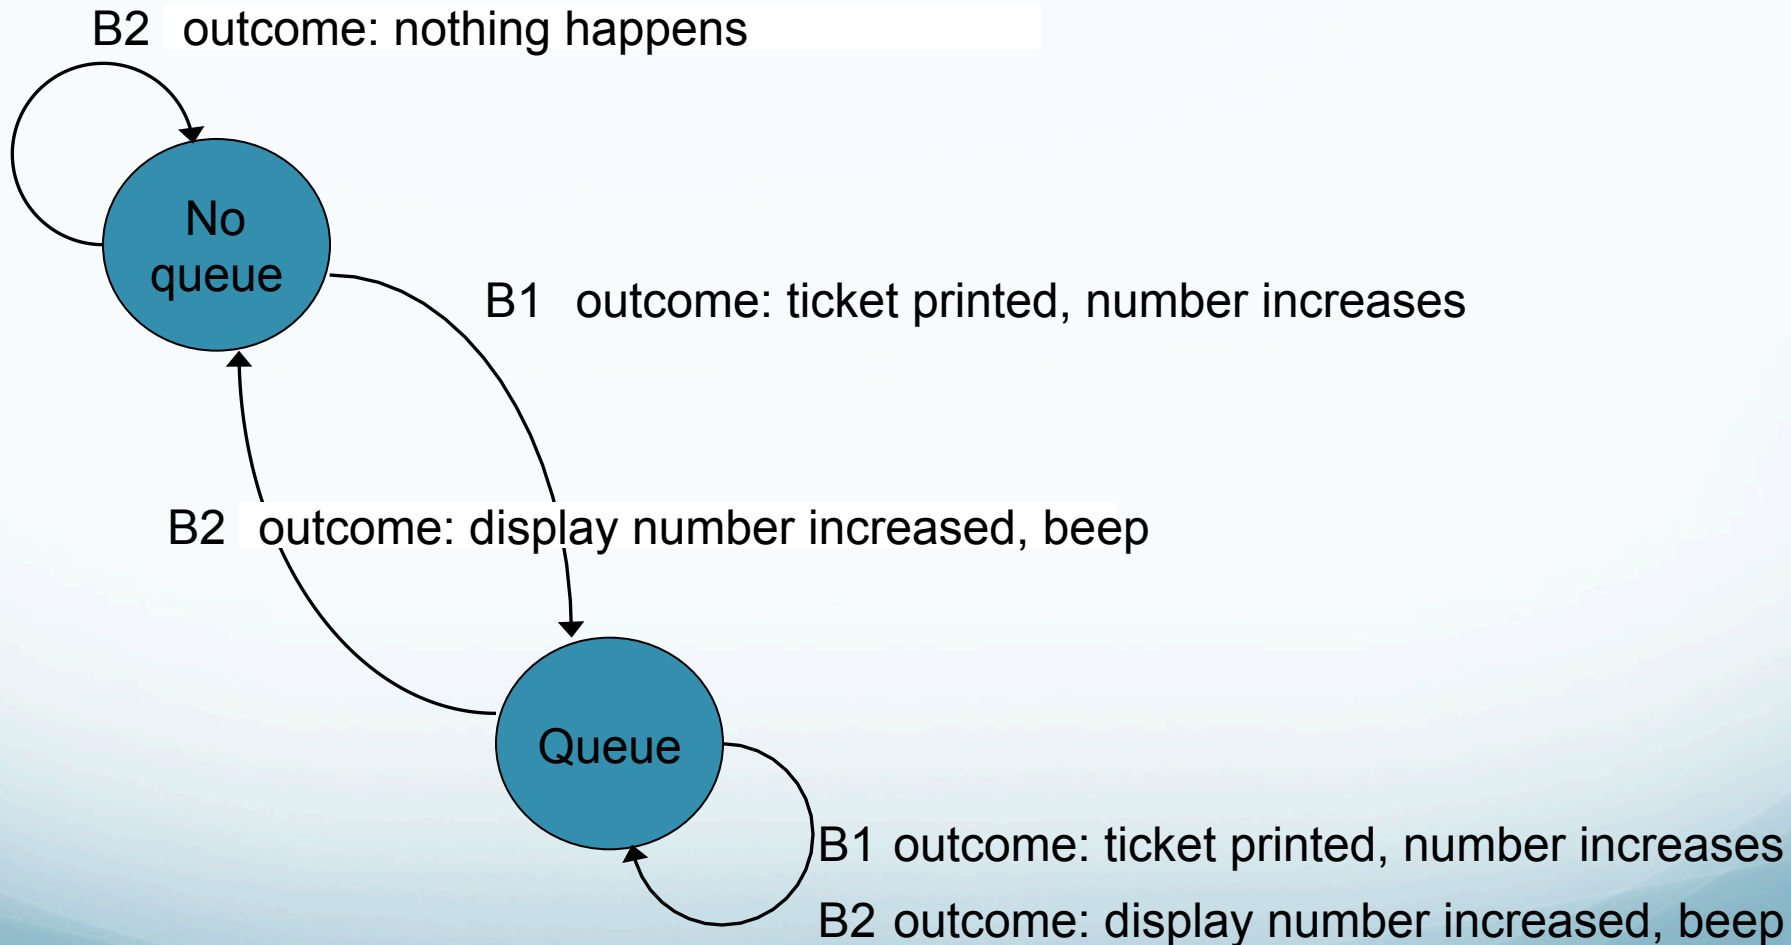 B2 outcome: nothing happens
No
queue
B1 outcome: ticket printed, number increases
B2 outcome: display number increased, beep
Queue
B1 outcome: ticket printed, number increases
B2 outcome: display number increased, beep